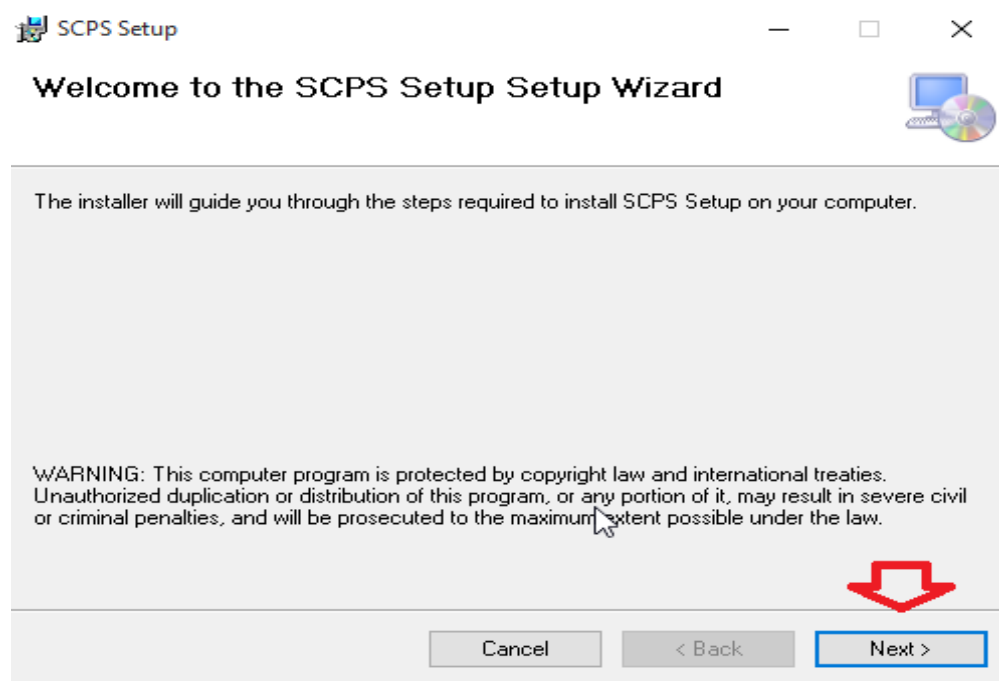 SCPS Setup
Welcome to the SCPS Setup Setup Wizard
The installer will guide you through the steps required to install SCPS Setup on your computer.
WARNING: This computer program is protected by copyright law and international treaties.
Unauthorized duplication or distribution of this program, or any portion of it, may result in severe civil
or criminal penalties, and will be prosecuted to the maximum extent possible under the law.
Cancel < Back Next >